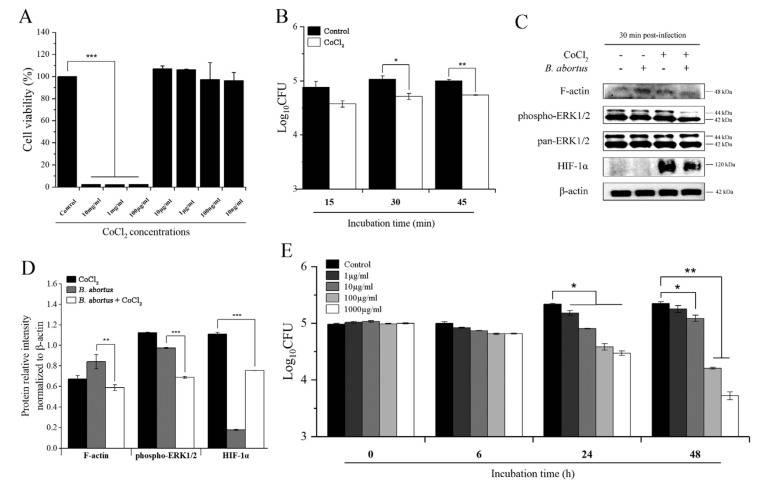 A
Cell viability (%)
140
120
100
80
60
40
20
0
***
Control
10mg/ml
1mg/ml
100µg/ml
10µg/ml
1µg/ml
100ng/ml
10ng/ml
CoCl2 concentrations
B
Log10CFU
6
5
4
3
Control
CoCl2
*
**
15 30 45
Incubation time (min)
C
30 min post-infection
CoCl2 - - + +
B. abortus - + - +
F-actin 48 kDa
phospho-ERK1/2 44 kDa
42 kDa
pan-ERK1/2 44 kDa
42 kDa
HIF-1α 120 kDa
β-actin 42 kDa
D
Protein relative intensity
normalized to β-actin
1.6
1.4
1.2
1.0
0.8
0.6
0.4
0.2
0.0
CoCl2
B. abortus
B. abortus + CoCl2
**
***
***
F-actin phospho-ERK1/2 HIF-1α
E
Log10CFU
6
5
4
3
Control
1µg/ml
10µg/ml
100µg/ml
1000µg/ml
*
**
*
0 6 24 48
Incubation time (h)